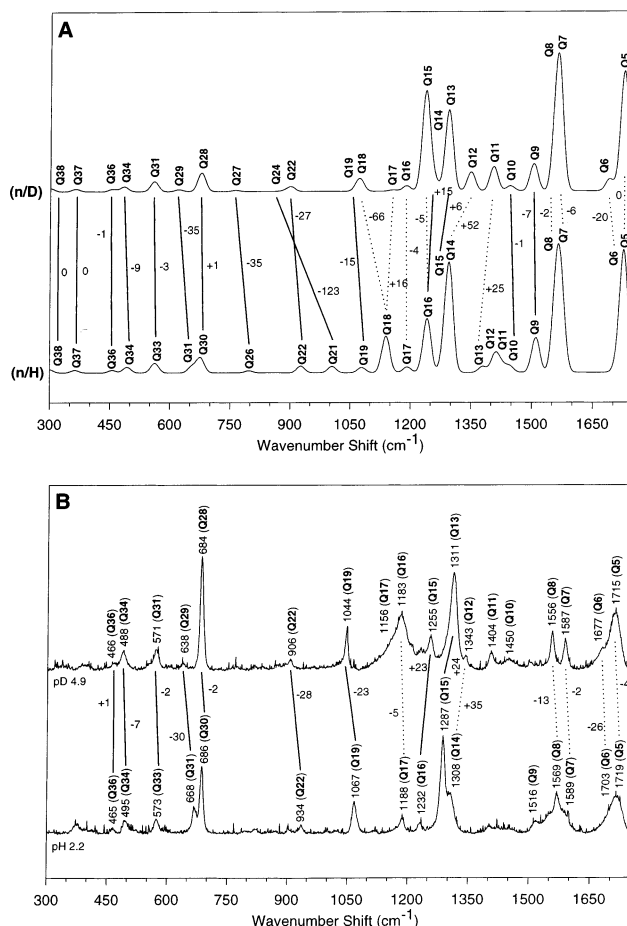 A
Q38 Q37 Q36 Q34 Q31 Q29 Q28 Q27 Q24 Q22 Q19 Q18 Q17 Q16 Q15 Q14 Q13 Q12 Q11 Q10 Q9 Q8 Q7 Q6 Q5
(n/D)
0 0 -1 -9 -3 -35 +1 -35 -27 -123 -15 -66 +16 -4 -5 +15 +6 +52 +25 -1 -7 -2 -6 -20 0
(n/H)
Q38 Q37 Q36 Q34 Q33 Q31 Q30 Q26 Q22 Q21 Q19 Q18 Q17 Q16 Q15 Q14 Q13 Q12 Q11 Q10 Q9 Q8 Q7 Q6 Q5
300 450 600 750 900 1050 1200 1350 1500 1650
Wavenumber Shift (cm-1)
B
466 (Q36) 488 (Q34) 571 (Q31) 638 (Q29) 684 (Q28) 906 (Q22) 1044 (Q19) 1156 (Q17) 1183 (Q16) 1255 (Q15) 1311 (Q13) 1343 (Q12) 1404 (Q11) 1450 (Q10) 1556 (Q8) 1587 (Q7) 1677 (Q6) 1715 (Q5)
pD 4.9
+1 -7 -2 -30 -2 -28 -23 -5 +23 +24 +35 -13 -2 -26 -4
465 (Q36) 495 (Q34) 573 (Q33) 668 (Q31) 686 (Q30) 934 (Q22) 1067 (Q19) 1188 (Q17) 1232 (Q16) 1287 (Q15) 1308 (Q14) 1516 (Q9) 1569 (Q8) 1589 (Q7) 1703 (Q6) 1719 (Q5)
pH 2.2
300 450 600 750 900 1050 1200 1350 1500 1650
Wavenumber Shift (cm-1)